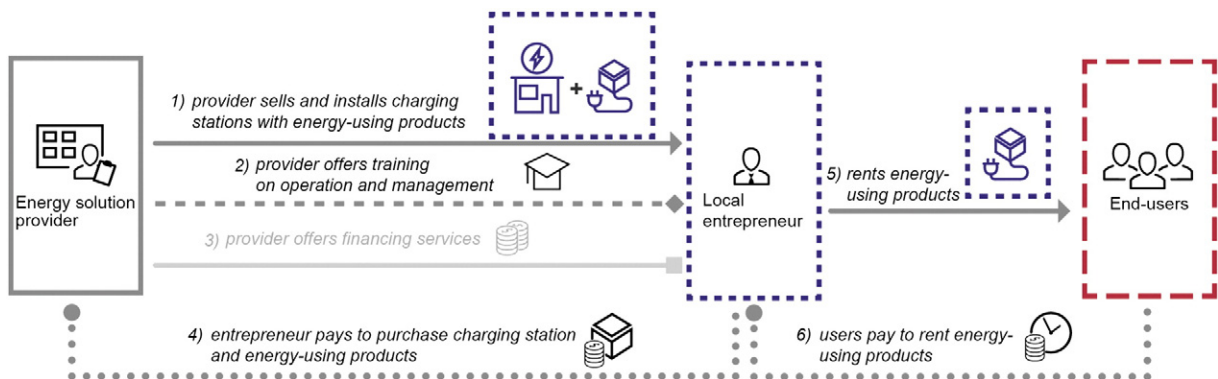 1) provider sells and installs charging
stations with energy-using products
2) provider offers training
on operation and management
Energy solution
provider
3) provider offers financing services
Local
entrepreneur
5) rents energy-
using products
End-users
4) entrepreneur pays to purchase charging station
and energy-using products
6) users pay to rent energy-
using products